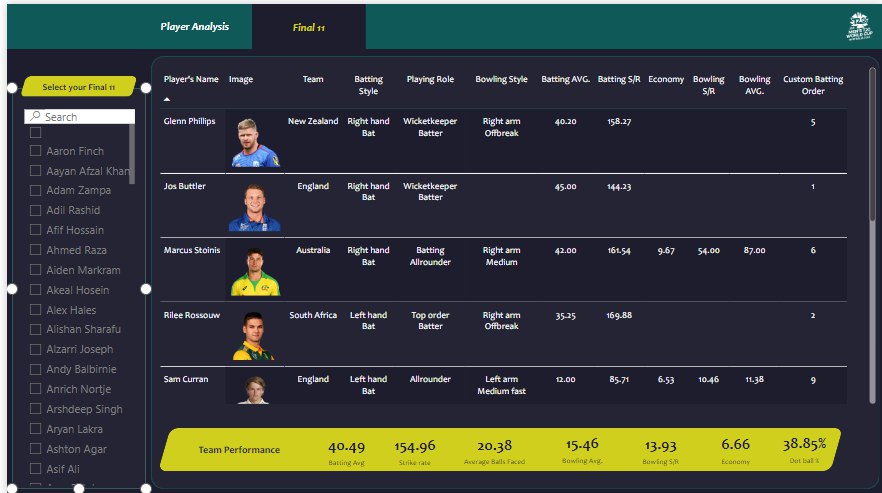 Player Analysis
Final 11
MEN'S T20
WORLD CUP
Select your Final 11
Search
Aaron Finch
Aayan Afzal Khan
Adam Zampa
Adil Rashid
Afif Hossain
Ahmed Raza
Aiden Markram
Akeal Hosein
Alex Hales
Alishan Sharafu
Alzarri Joseph
Andy Balbirnie
Anrich Nortje
Arshdeep Singh
Aryan Lakra
Ashton Agar
Asif Ali
Player's Name Image Team Batting Style Playing Role Bowling Style Batting AVG. Batting S/R Economy Bowling S/R Bowling AVG. Custom Batting Order
Glenn Phillips New Zealand Right hand Bat Wicketkeeper Batter Right arm Offbreak 40.20 158.27 5
Jos Buttler England Right hand Bat Wicketkeeper Batter 45.00 144.23 1
Marcus Stoinis Australia Right hand Bat Batting Allrounder Right arm Medium 42.00 161.54 9.67 54.00 87.00 6
Rilee Rossouw South Africa Left hand Bat Top order Batter Right arm Offbreak 35.25 169.88 2
Sam Curran England Left hand Bat Allrounder Left arm Medium fast 12.00 85.71 6.53 10.46 11.38 9
Team Performance
40.49 154.96 20.38 15.46 13.93 6.66 38.85%
Batting Avg Strike rate Average Balls Faced Bowling Avg. Bowling S/R Economy Dot ball %